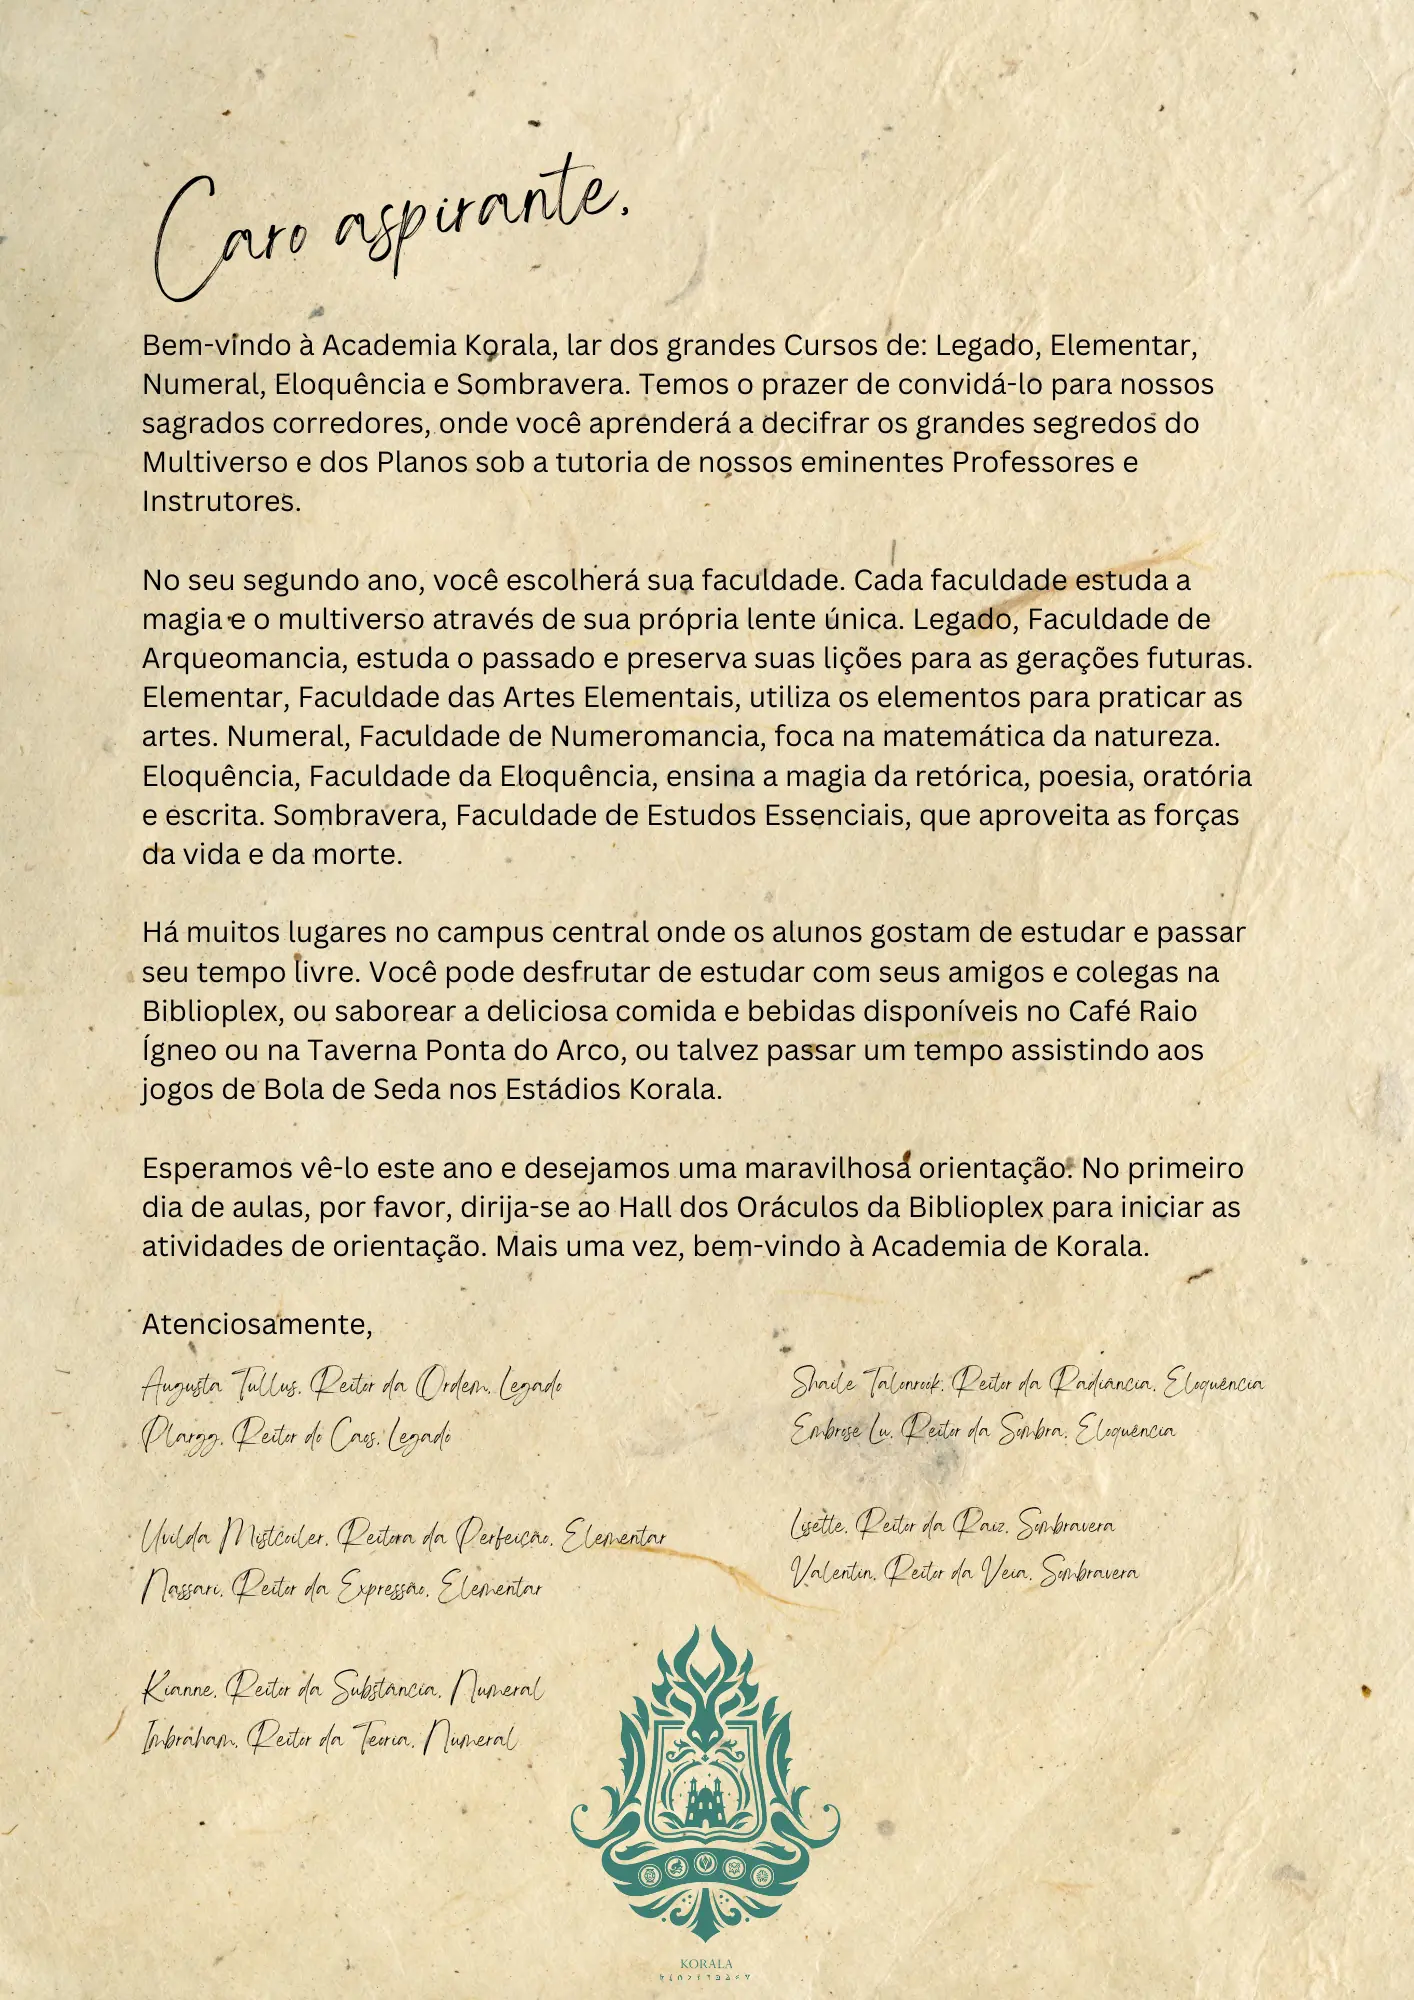 Caro aspirante,
Bem-vindo à Academia Korala, lar dos grandes Cursos de: Legado, Elementar,
Numeral, Eloquência e Sombravera. Temos o prazer de convidá-lo para nossos
sagrados corredores, onde você aprenderá a decifrar os grandes segredos do
Multiverso e dos Planos sob a tutoria de nossos eminentes Professores e
Instrutores.
No seu segundo ano, você escolherá sua faculdade. Cada faculdade estuda a
magia e o multiverso através de sua própria lente única. Legado, Faculdade de
Arqueomancia, estuda o passado e preserva suas lições para as gerações futuras.
Elementar, Faculdade das Artes Elementais, utiliza os elementos para praticar as
artes. Numeral, Faculdade de Numeromancia, foca na matemática da natureza.
Eloquência, Faculdade da Eloquência, ensina a magia da retórica, poesia, oratória
e escrita. Sombravera, Faculdade de Estudos Essenciais, que aproveita as forças
da vida e da morte.
Há muitos lugares no campus central onde os alunos gostam de estudar e passar
seu tempo livre. Você pode desfrutar de estudar com seus amigos e colegas na
Biblioplex, ou saborear a deliciosa comida e bebidas disponíveis no Café Raio
Ígneo ou na Taverna Ponta do Arco, ou talvez passar um tempo assistindo aos
jogos de Bola de Seda nos Estádios Korala.
Esperamos vê-lo este ano e desejamos uma maravilhosa orientação. No primeiro
dia de aulas, por favor, dirija-se ao Hall dos Oráculos da Biblioplex para iniciar as
atividades de orientação. Mais uma vez, bem-vindo à Academia de Korala.
Atenciosamente,
Augusta Tullus, Reitor da Ordem, Legado
Plargg, Reitor do Caos, Legado
Uvilda Mistcoiler, Reitora da Perfeição, Elementar
Nassari, Reitor da Expressão, Elementar
Kianne, Reitor da Substância, Numeral
Imbraham, Reitor da Teoria, Numeral
Shaile Talonrook, Reitor da Radiância, Eloquência
Embrose Lu, Reitor da Sombra, Eloquência
Lisette, Reitor da Raiz, Sombravera
Valentin, Reitor da Veia, Sombravera
KORALA